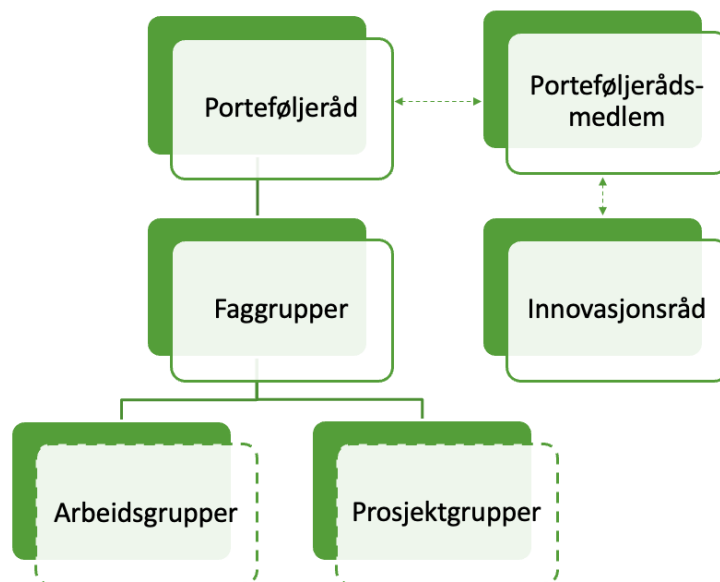 Porteføljeråd
Porteføljeråds-
medlem
Faggrupper
Innovasjonsråd
Arbeidsgrupper
Prosjektgrupper